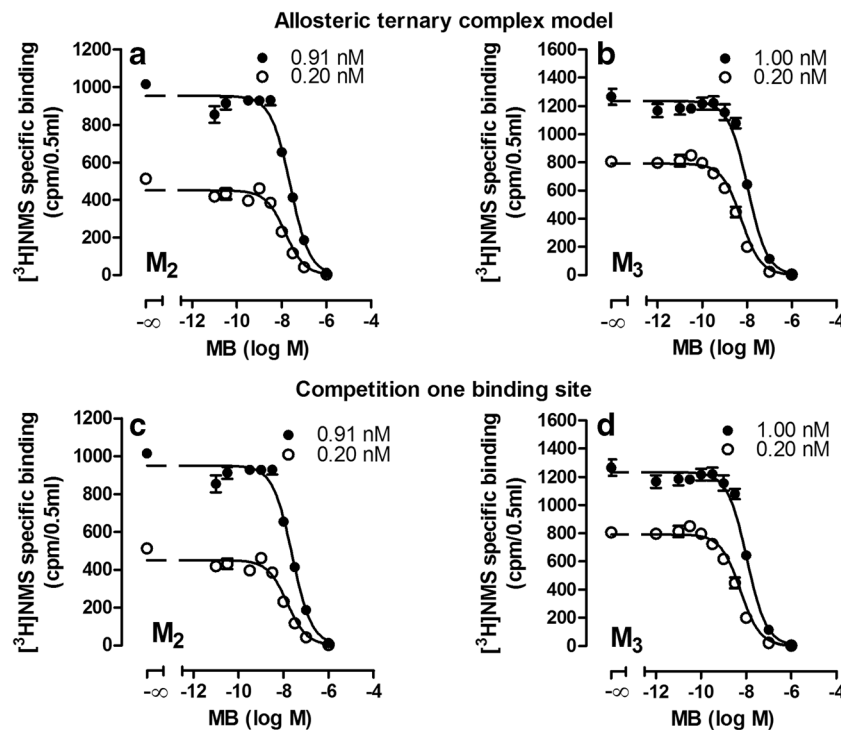 Allosteric ternary complex model
a
● 0.91 nM
○ 0.20 nM
[³H]NMS specific binding
(cpm/0.5ml)
1200
1000
800
600
400
200
0
M₂
-∞ -12 -10 -8 -6 -4
MB (log M)
b
● 1.00 nM
○ 0.20 nM
[³H]NMS specific binding
(cpm/0.5ml)
1600
1400
1200
1000
800
600
400
200
0
M₃
-∞ -12 -10 -8 -6 -4
MB (log M)
Competition one binding site
c
● 0.91 nM
○ 0.20 nM
[³H]NMS specific binding
(cpm/0.5ml)
1200
1000
800
600
400
200
0
M₂
-∞ -12 -10 -8 -6 -4
MB (log M)
d
● 1.00 nM
○ 0.20 nM
[³H]NMS specific binding
(cpm/0.5ml)
1600
1400
1200
1000
800
600
400
200
0
M₃
-∞ -12 -10 -8 -6 -4
MB (log M)